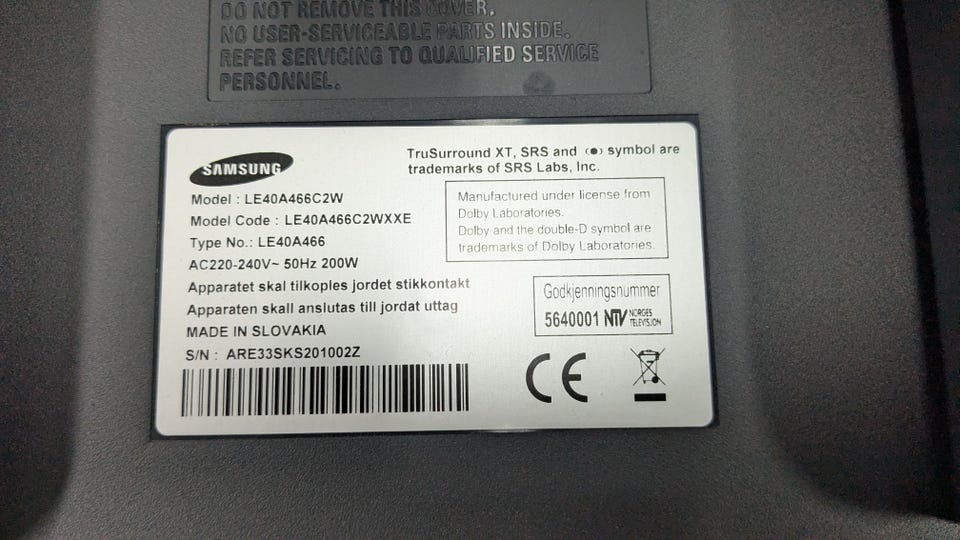 DO NOT REMOVE THIS COVER,
NO USER-SERVICEABLE PARTS INSIDE.
REFER SERVICING TO QUALIFIED SERVICE
PERSONNEL.
SAMSUNG
TruSurround XT, SRS and (●) symbol are
trademarks of SRS Labs, Inc.
Model : LE40A466C2W
Model Code : LE40A466C2WXXE
Type No.: LE40A466
AC220-240V~ 50Hz 200W
Apparatet skal tilkoples jordet stikkontakt
Apparaten skall anslutas till jordat uttag
MADE IN SLOVAKIA
S/N : ARE33SKS201002Z
Manufactured under license from
Dolby Laboratories.
Dolby and the double-D symbol are
trademarks of Dolby Laboratories.
Godkjenningsnummer
5640001 NTV NORGES
TELEVISJON
CE